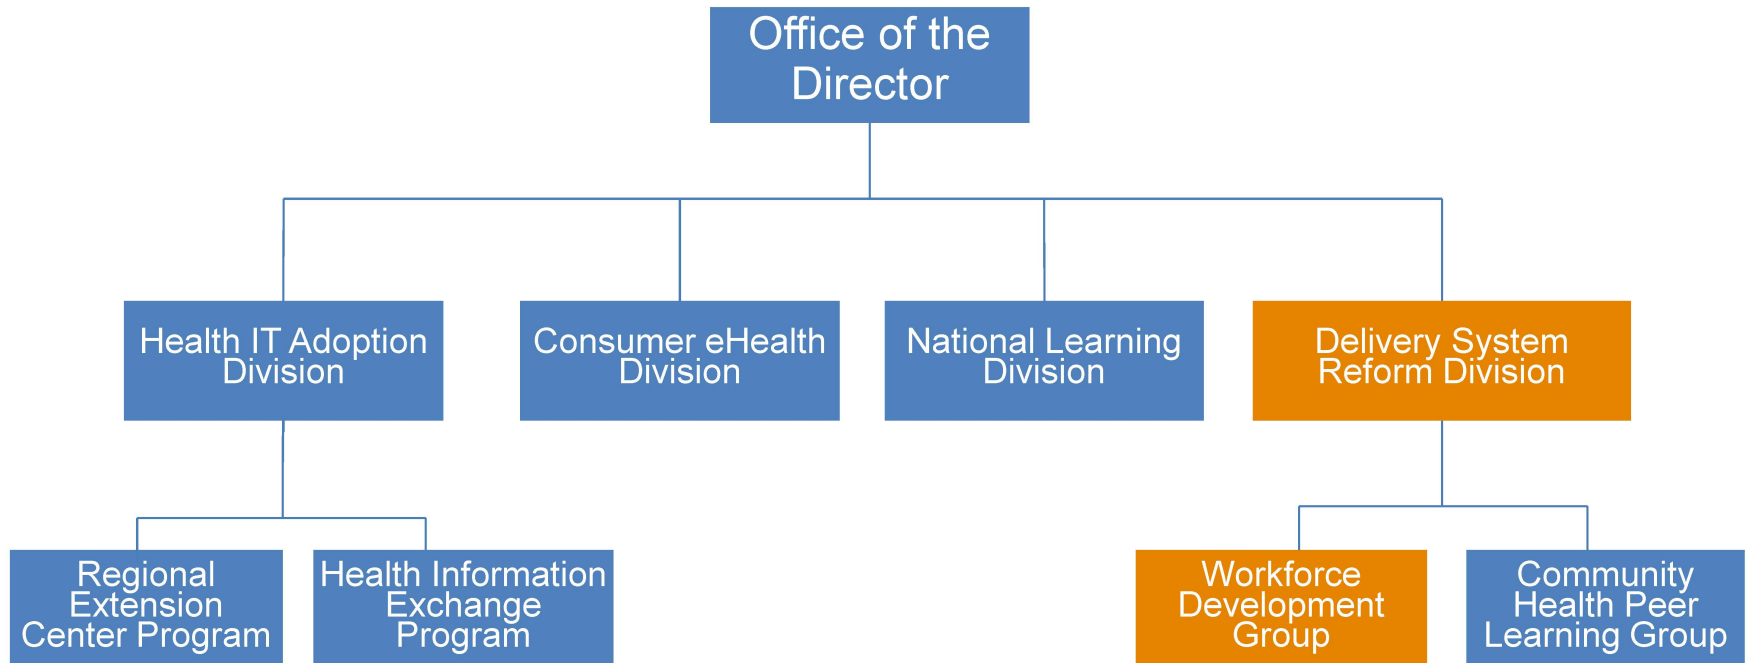 Office of the
Director
Health IT Adoption
Division
Consumer eHealth
Division
National Learning
Division
Delivery System
Reform Division
Regional
Extension
Center Program
Health Information
Exchange
Program
Workforce
Development
Group
Community
Health Peer
Learning Group